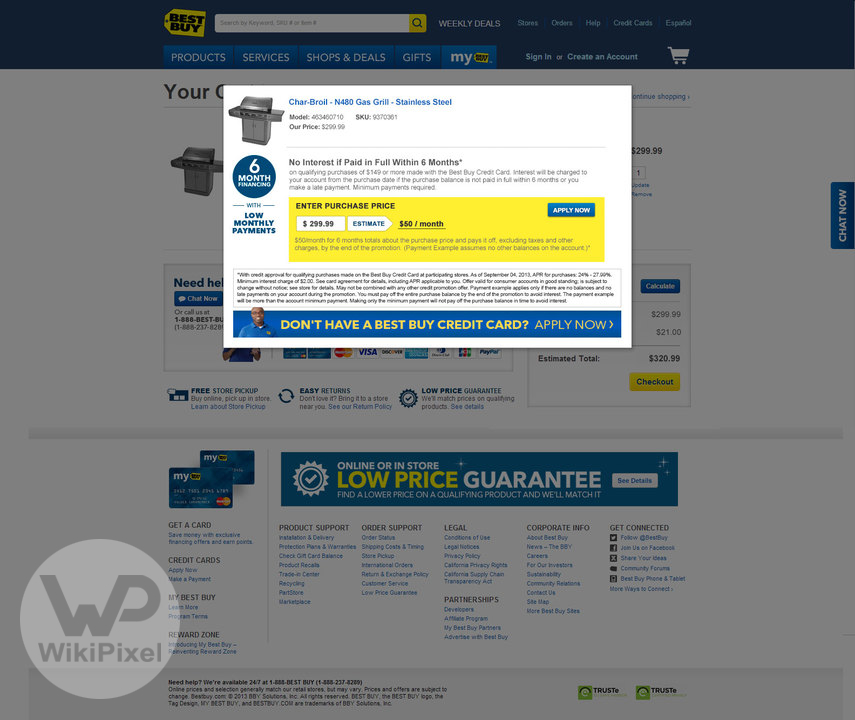 BEST BUY
Search by Keyword, SKU # or Item #
WEEKLY DEALS
Stores Orders Help Credit Cards Español
PRODUCTS SERVICES SHOPS & DEALS GIFTS my BEST BUY
Sign In or Create an Account
Your C
ontinue shopping ›
Char-Broil - N480 Gas Grill - Stainless Steel
Model: 463460710 SKU: 9370361
Our Price: $299.99
$299.99
1
Update
Remove
6 MONTH FINANCING
WITH
LOW MONTHLY PAYMENTS
No Interest if Paid in Full Within 6 Months*
on qualifying purchases of $149 or more made with the Best Buy Credit Card. Interest will be charged to
your account from the purchase date if the purchase balance is not paid in full within 6 months or you
make a late payment. Minimum payments required.
ENTER PURCHASE PRICE
APPLY NOW
$ 299.99 ESTIMATE $50 / month
$50/month for 6 months totals about the purchase price and pays it off, excluding taxes and other
charges, by the end of the promotion. (Payment Example assumes no other balances on the account.)*
*With credit approval for qualifying purchases made on the Best Buy Credit Card at participating stores. As of September 04, 2013, APR for purchases: 24% - 27.99%.
Minimum interest charge of $2.00. See card agreement for details, including APR applicable to you. Offer valid for consumer accounts in good standing; is subject to
change without notice; see store for details. May not be combined with any other credit promotion offer. Payment example applies only if there are no balances and no
late payments on your account during the promotion. You must pay off the entire purchase balance by the end of the promotion to avoid interest. The payment example
will be more than the account minimum payment. Making only the minimum payment will not pay off the purchase balance in time to avoid interest.
DON'T HAVE A BEST BUY CREDIT CARD? APPLY NOW ›
CHAT NOW
Need hel
Chat Now
Or call us at
1-888-BEST-BU
(1-888-237-828
Calculate
$299.99
$21.00
Estimated Total: $320.99
Checkout
VISA DISCOVER PayPal
FREE STORE PICKUP
Buy online, pick up in store.
Learn about Store Pickup
EASY RETURNS
Don't love it? Bring it to a store
near you. See our Return Policy
LOW PRICE GUARANTEE
We'll match prices on qualifying
products. See details
my BEST BUY
my BEST BUY
ONLINE OR IN STORE
LOW PRICE GUARANTEE
FIND A LOWER PRICE ON A QUALIFYING PRODUCT AND WE'LL MATCH IT
See Details
GET A CARD
Save money with exclusive
financing offers and earn points.
CREDIT CARDS
Apply Now
Make a Payment
MY BEST BUY
Learn More
Program Terms
REWARD ZONE
Introducing My Best Buy –
Reinventing Reward Zone
PRODUCT SUPPORT
Installation & Delivery
Protection Plans & Warranties
Check Gift Card Balance
Product Recalls
Trade-in Center
Recycling
PartStore
Marketplace
ORDER SUPPORT
Order Status
Shipping Costs & Timing
Store Pickup
International Orders
Return & Exchange Policy
Customer Service
Low Price Guarantee
LEGAL
Conditions of Use
Legal Notices
Privacy Policy
California Privacy Rights
California Supply Chain
Transparency Act
PARTNERSHIPS
Developers
Affiliate Program
My Best Buy Partners
Advertise with Best Buy
CORPORATE INFO
About Best Buy
News – The BBY
Careers
For Our Investors
Sustainability
Community Relations
Contact Us
Site Map
More Best Buy Sites
GET CONNECTED
Follow @BestBuy
Join Us on Facebook
Share Your Ideas
Community Forums
Best Buy Phone & Tablet
More Ways to Connect ›
WP
WikiPixel
Need help? We're available 24/7 at 1-888-BEST BUY (1-888-237-8289)
Online prices and selection generally match our retail stores, but may vary. Prices and offers are subject to
change. Bestbuy.com: © 2013 BBY Solutions, Inc. All rights reserved. BEST BUY, the BEST BUY logo, the
Tag Design, MY BEST BUY, and BESTBUY.COM are trademarks of BBY Solutions, Inc.
TRUSTe
TRUSTe